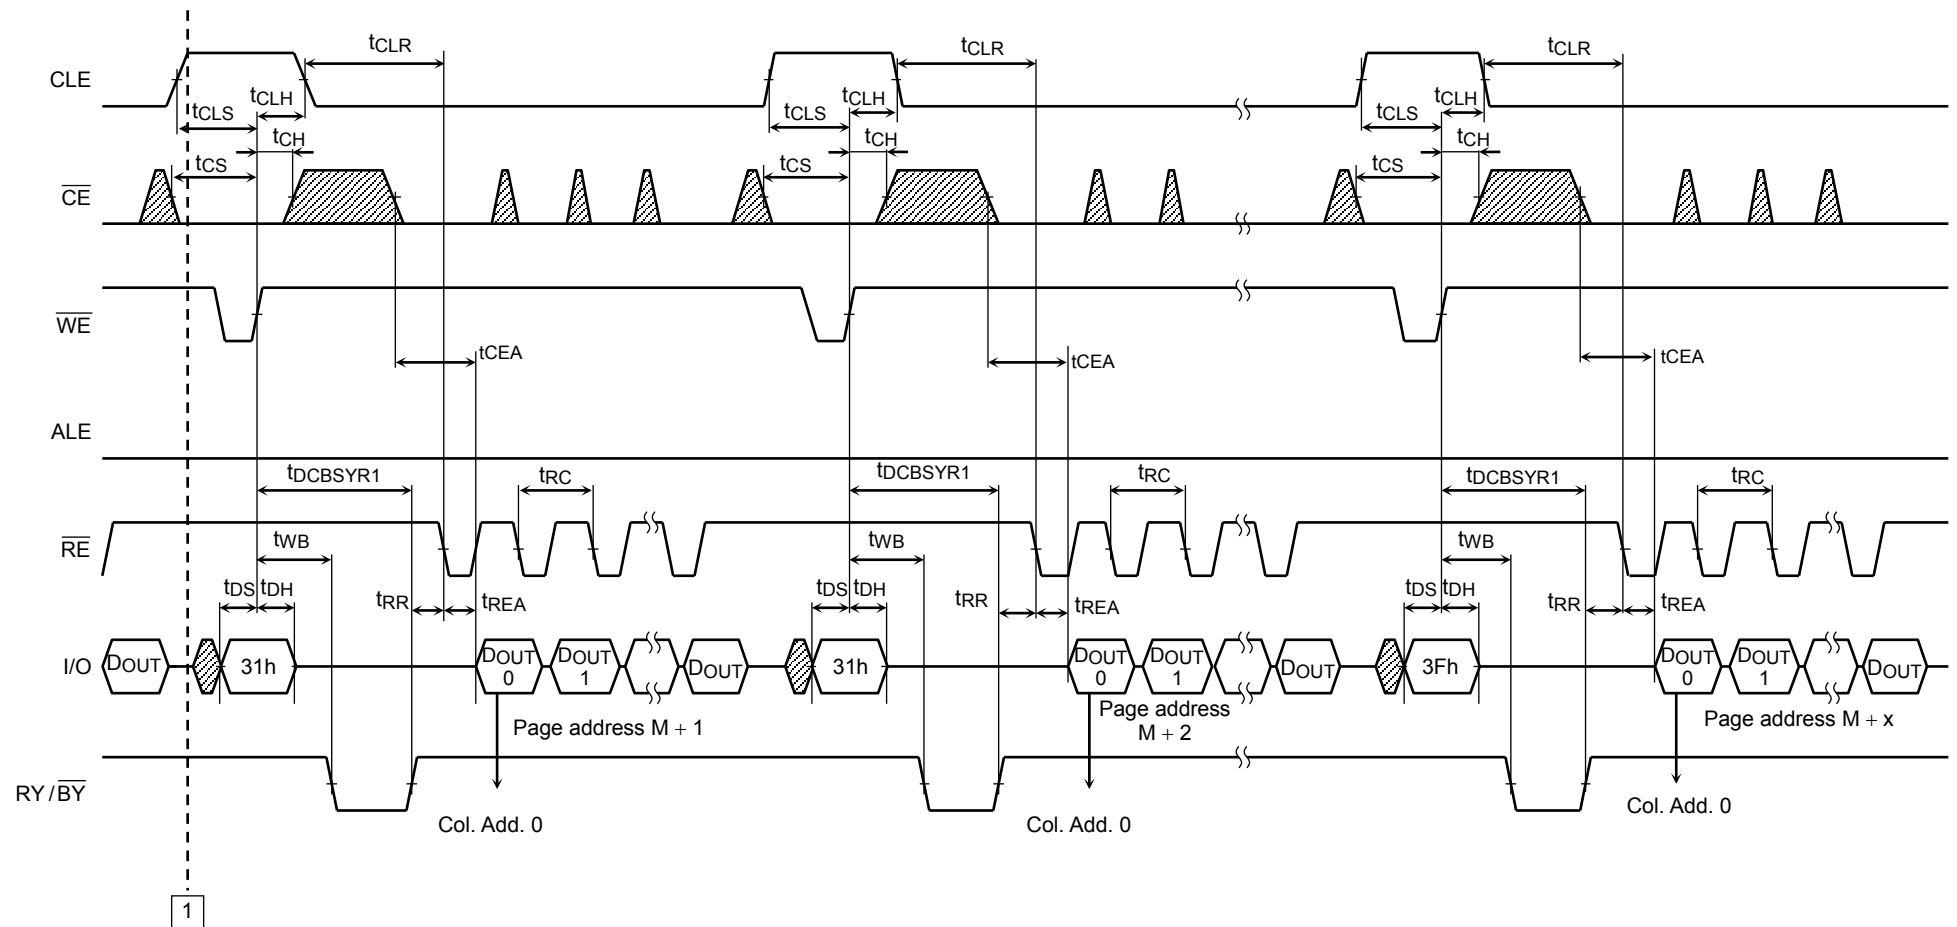 tCLR tCLR tCLR
CLE
tCLH tCLH tCLH
tCLS tCLS tCLS
tCH tCH tCH
tCS tCS tCS
CE
WE
tCEA tCEA tCEA
ALE
tDCBSYR1 tRC tDCBSYR1 tRC tDCBSYR1 tRC
RE
tWB tWB tWB
tDS tDH tDS tDH tDS tDH
tRR tREA tRR tREA tRR tREA
I/O DOUT 31h DOUT 0 DOUT 1 DOUT 31h DOUT 0 DOUT 1 DOUT 3Fh DOUT 0 DOUT 1 DOUT
Page address M + 1
Page address
M + 2
Page address M + x
RY/BY
Col. Add. 0 Col. Add. 0 Col. Add. 0
1